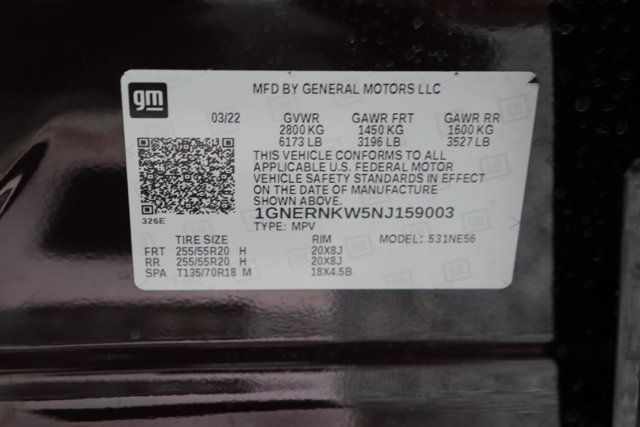 gm
MFD BY GENERAL MOTORS LLC
03/22 GVWR GAWR FRT GAWR RR
2800 KG 1450 KG 1600 KG
6173 LB 3196 LB 3527 LB
THIS VEHICLE CONFORMS TO ALL
APPLICABLE U.S. FEDERAL MOTOR
VEHICLE SAFETY STANDARDS IN EFFECT
ON THE DATE OF MANUFACTURE
SHOWN ABOVE.
326E
1GNERNKW5NJ159003
TYPE: MPV
TIRE SIZE RIM MODEL: 531NE56
FRT 255/55R20 H 20X8J
RR 255/55R20 H 20X8J
SPA T135/70R18 M 18X4.5B